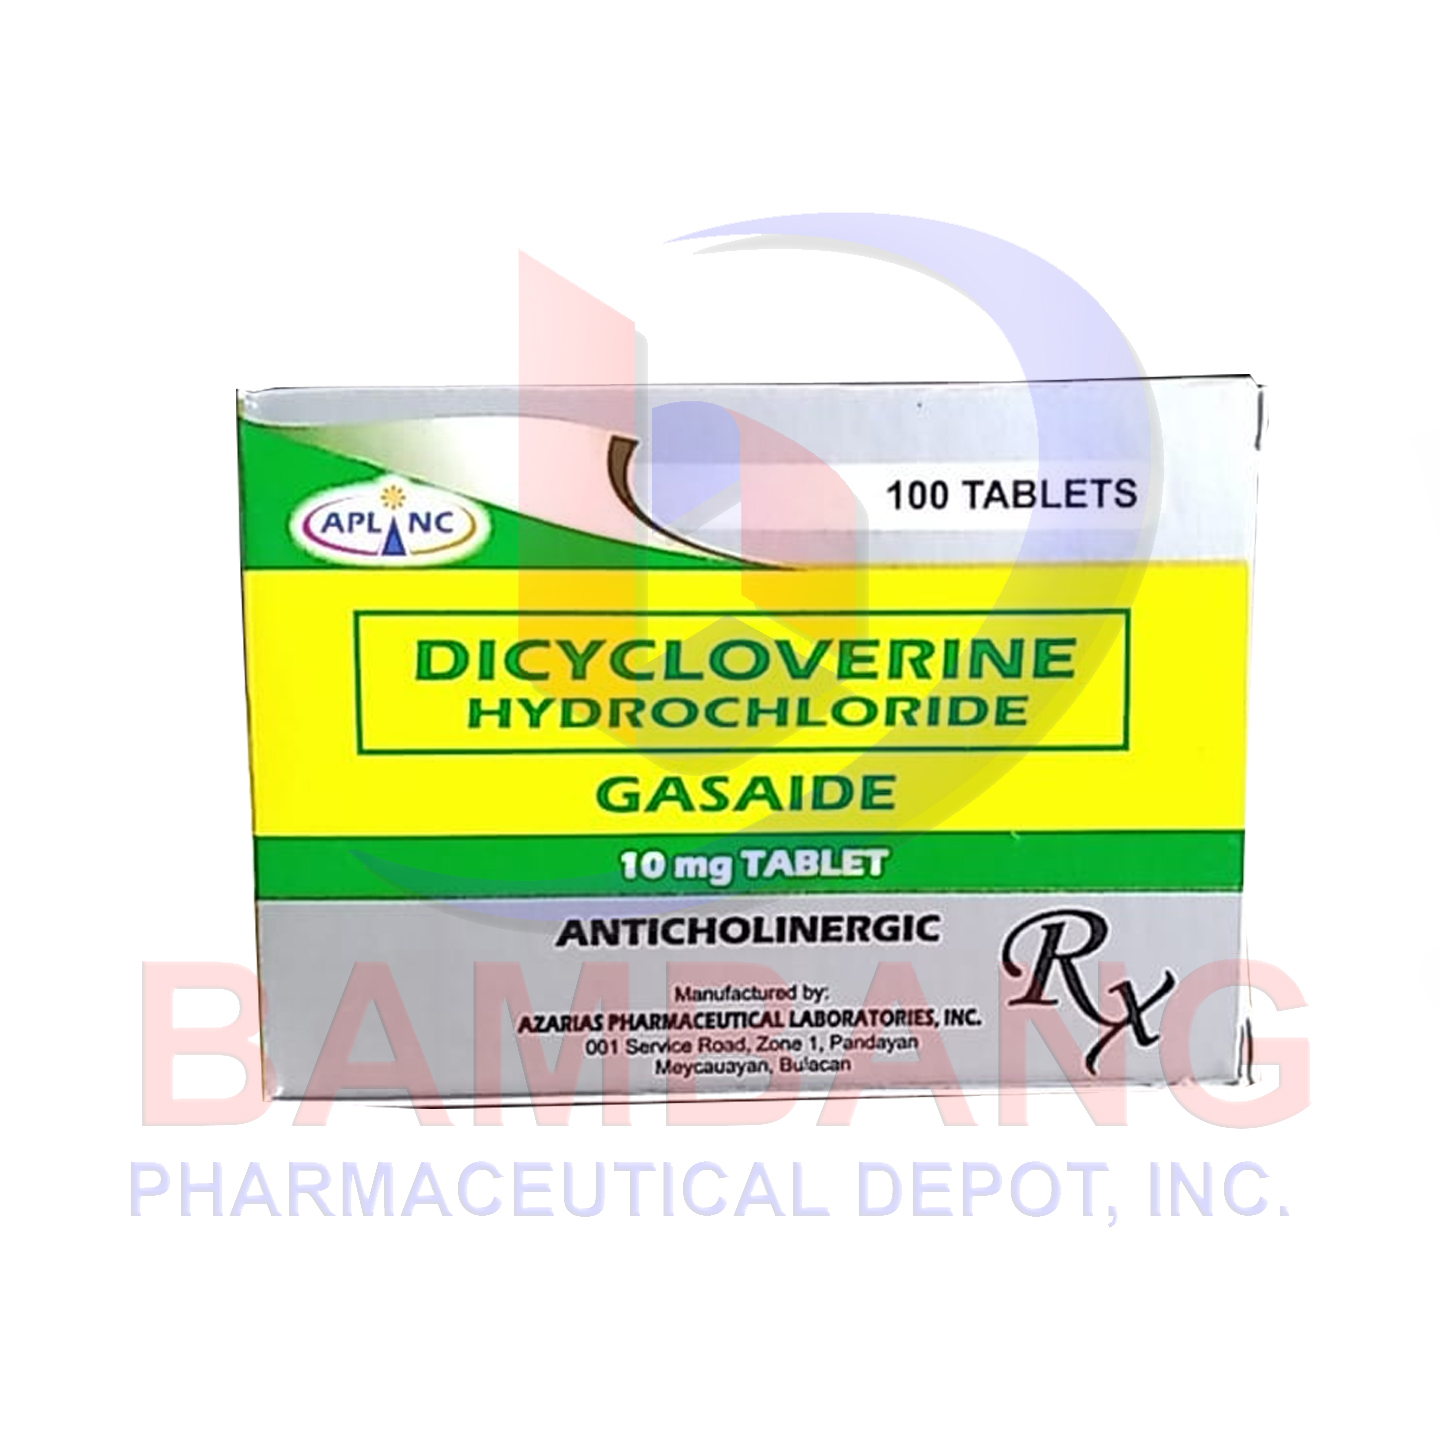 100 TABLETS
APLINC
DICYCLOVERINE
HYDROCHLORIDE
GASAIDE
10 mg TABLET
ANTICHOLINERGIC
Rx
Manufactured by:
AZARIAS PHARMACEUTICAL LABORATORIES, INC.
001 Service Road, Zone 1, Pandayan
Meycauayan, Bulacan
BAMBANG
PHARMACEUTICAL DEPOT, INC.